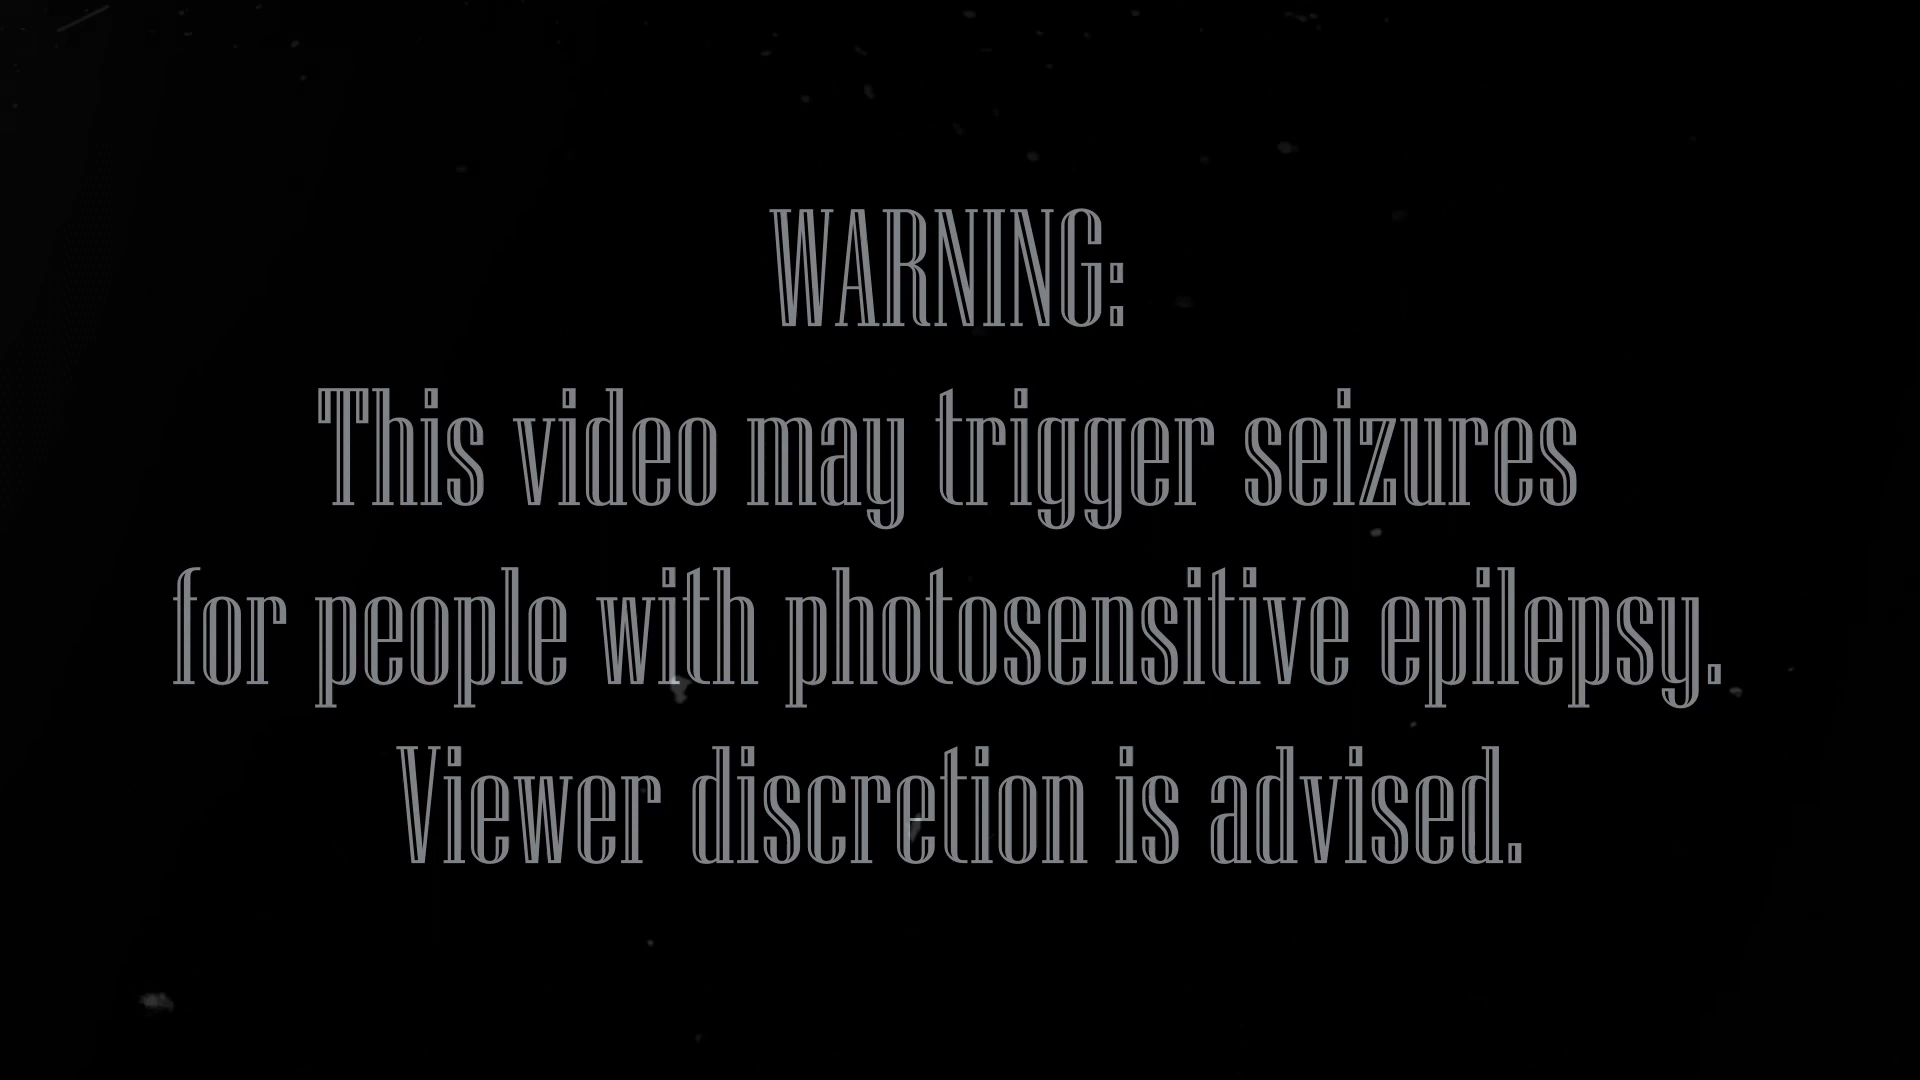 WARNING:
This video may trigger seizures
for people with photosensitive epilepsy.
Viewer discretion is advised.